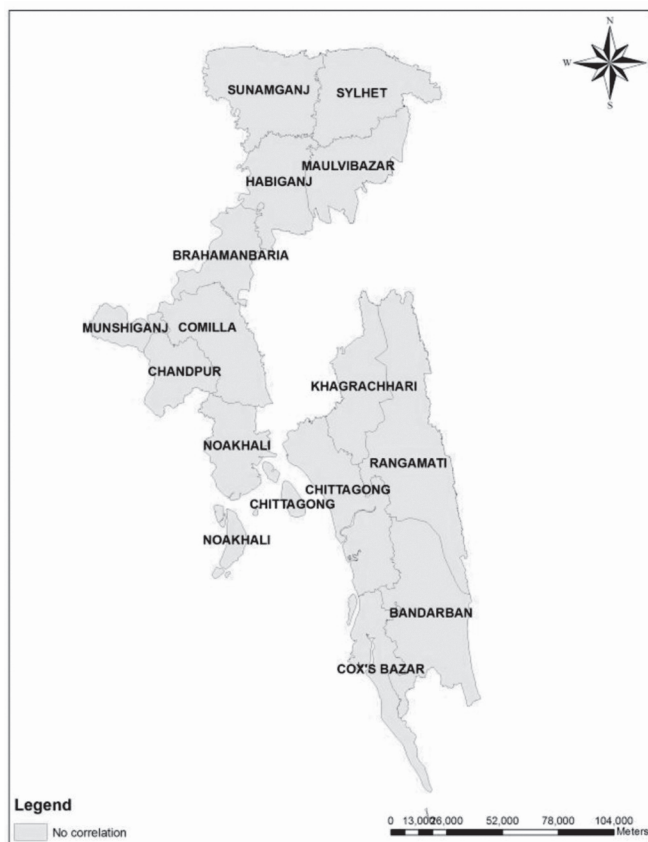 N
W E
S
SUNAMGANJ SYLHET
MAULVIBAZAR
HABIGANJ
BRAHAMANBARIA
MUNSHIGANJ COMILLA
CHANDPUR
KHAGRACHHARI
NOAKHALI
RANGAMATI
CHITTAGONG
CHITTAGONG
NOAKHALI
BANDARBAN
COX'S BAZAR
Legend
No correlation
0 13,000 26,000 52,000 78,000 104,000
Meters